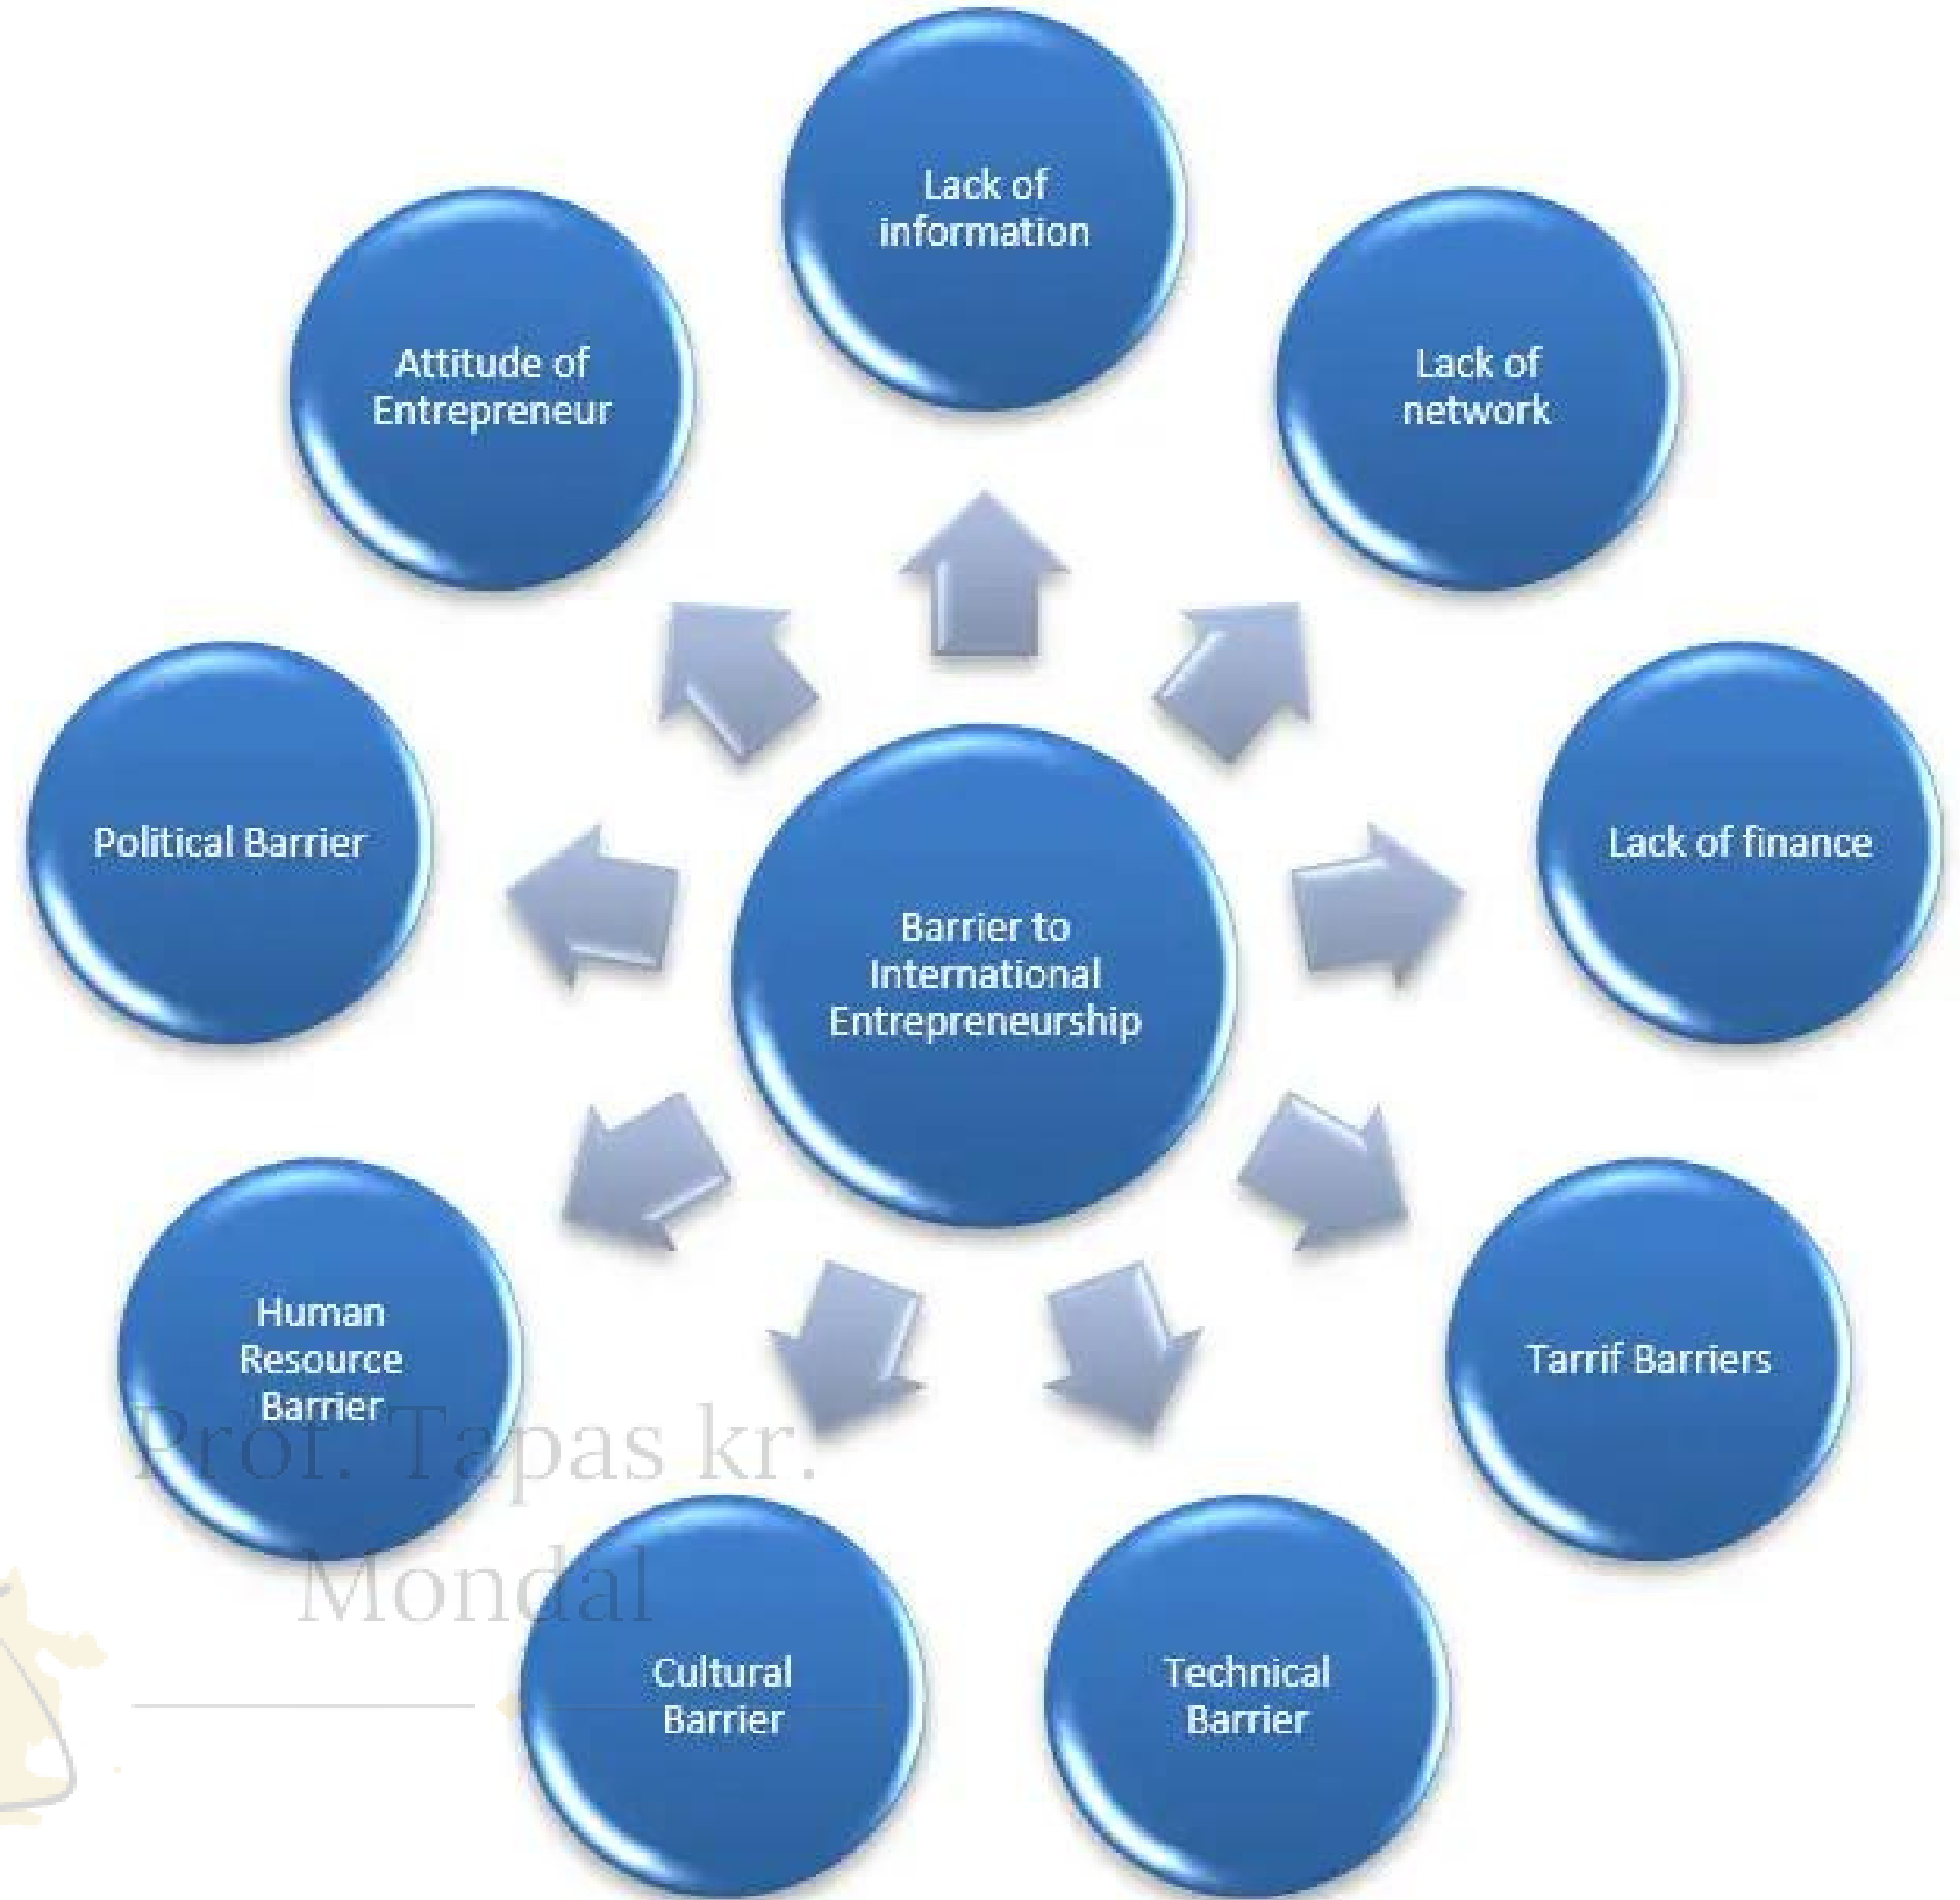 Lack of
information
Lack of
network
Lack of finance
Tarrif Barriers
Technical
Barrier
Cultural
Barrier
Human
Resource
Barrier
Political Barrier
Attitude of
Entrepreneur
Barrier to
International
Entrepreneurship
Prof. Tapas kr.
Mondal